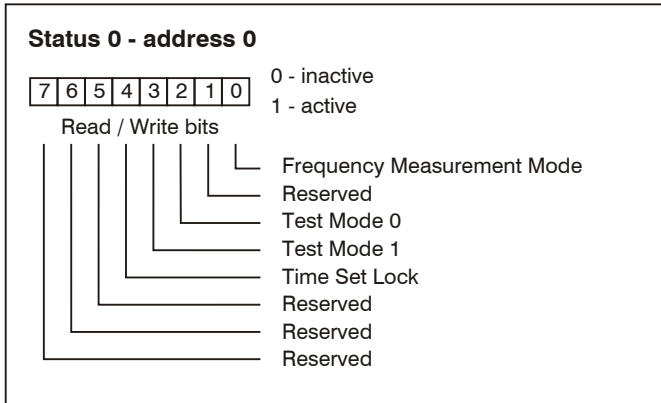 Status 0 - address 0
7 6 5 4 3 2 1 0
0 - inactive
1 - active
Read / Write bits
Frequency Measurement Mode
Reserved
Test Mode 0
Test Mode 1
Time Set Lock
Reserved
Reserved
Reserved